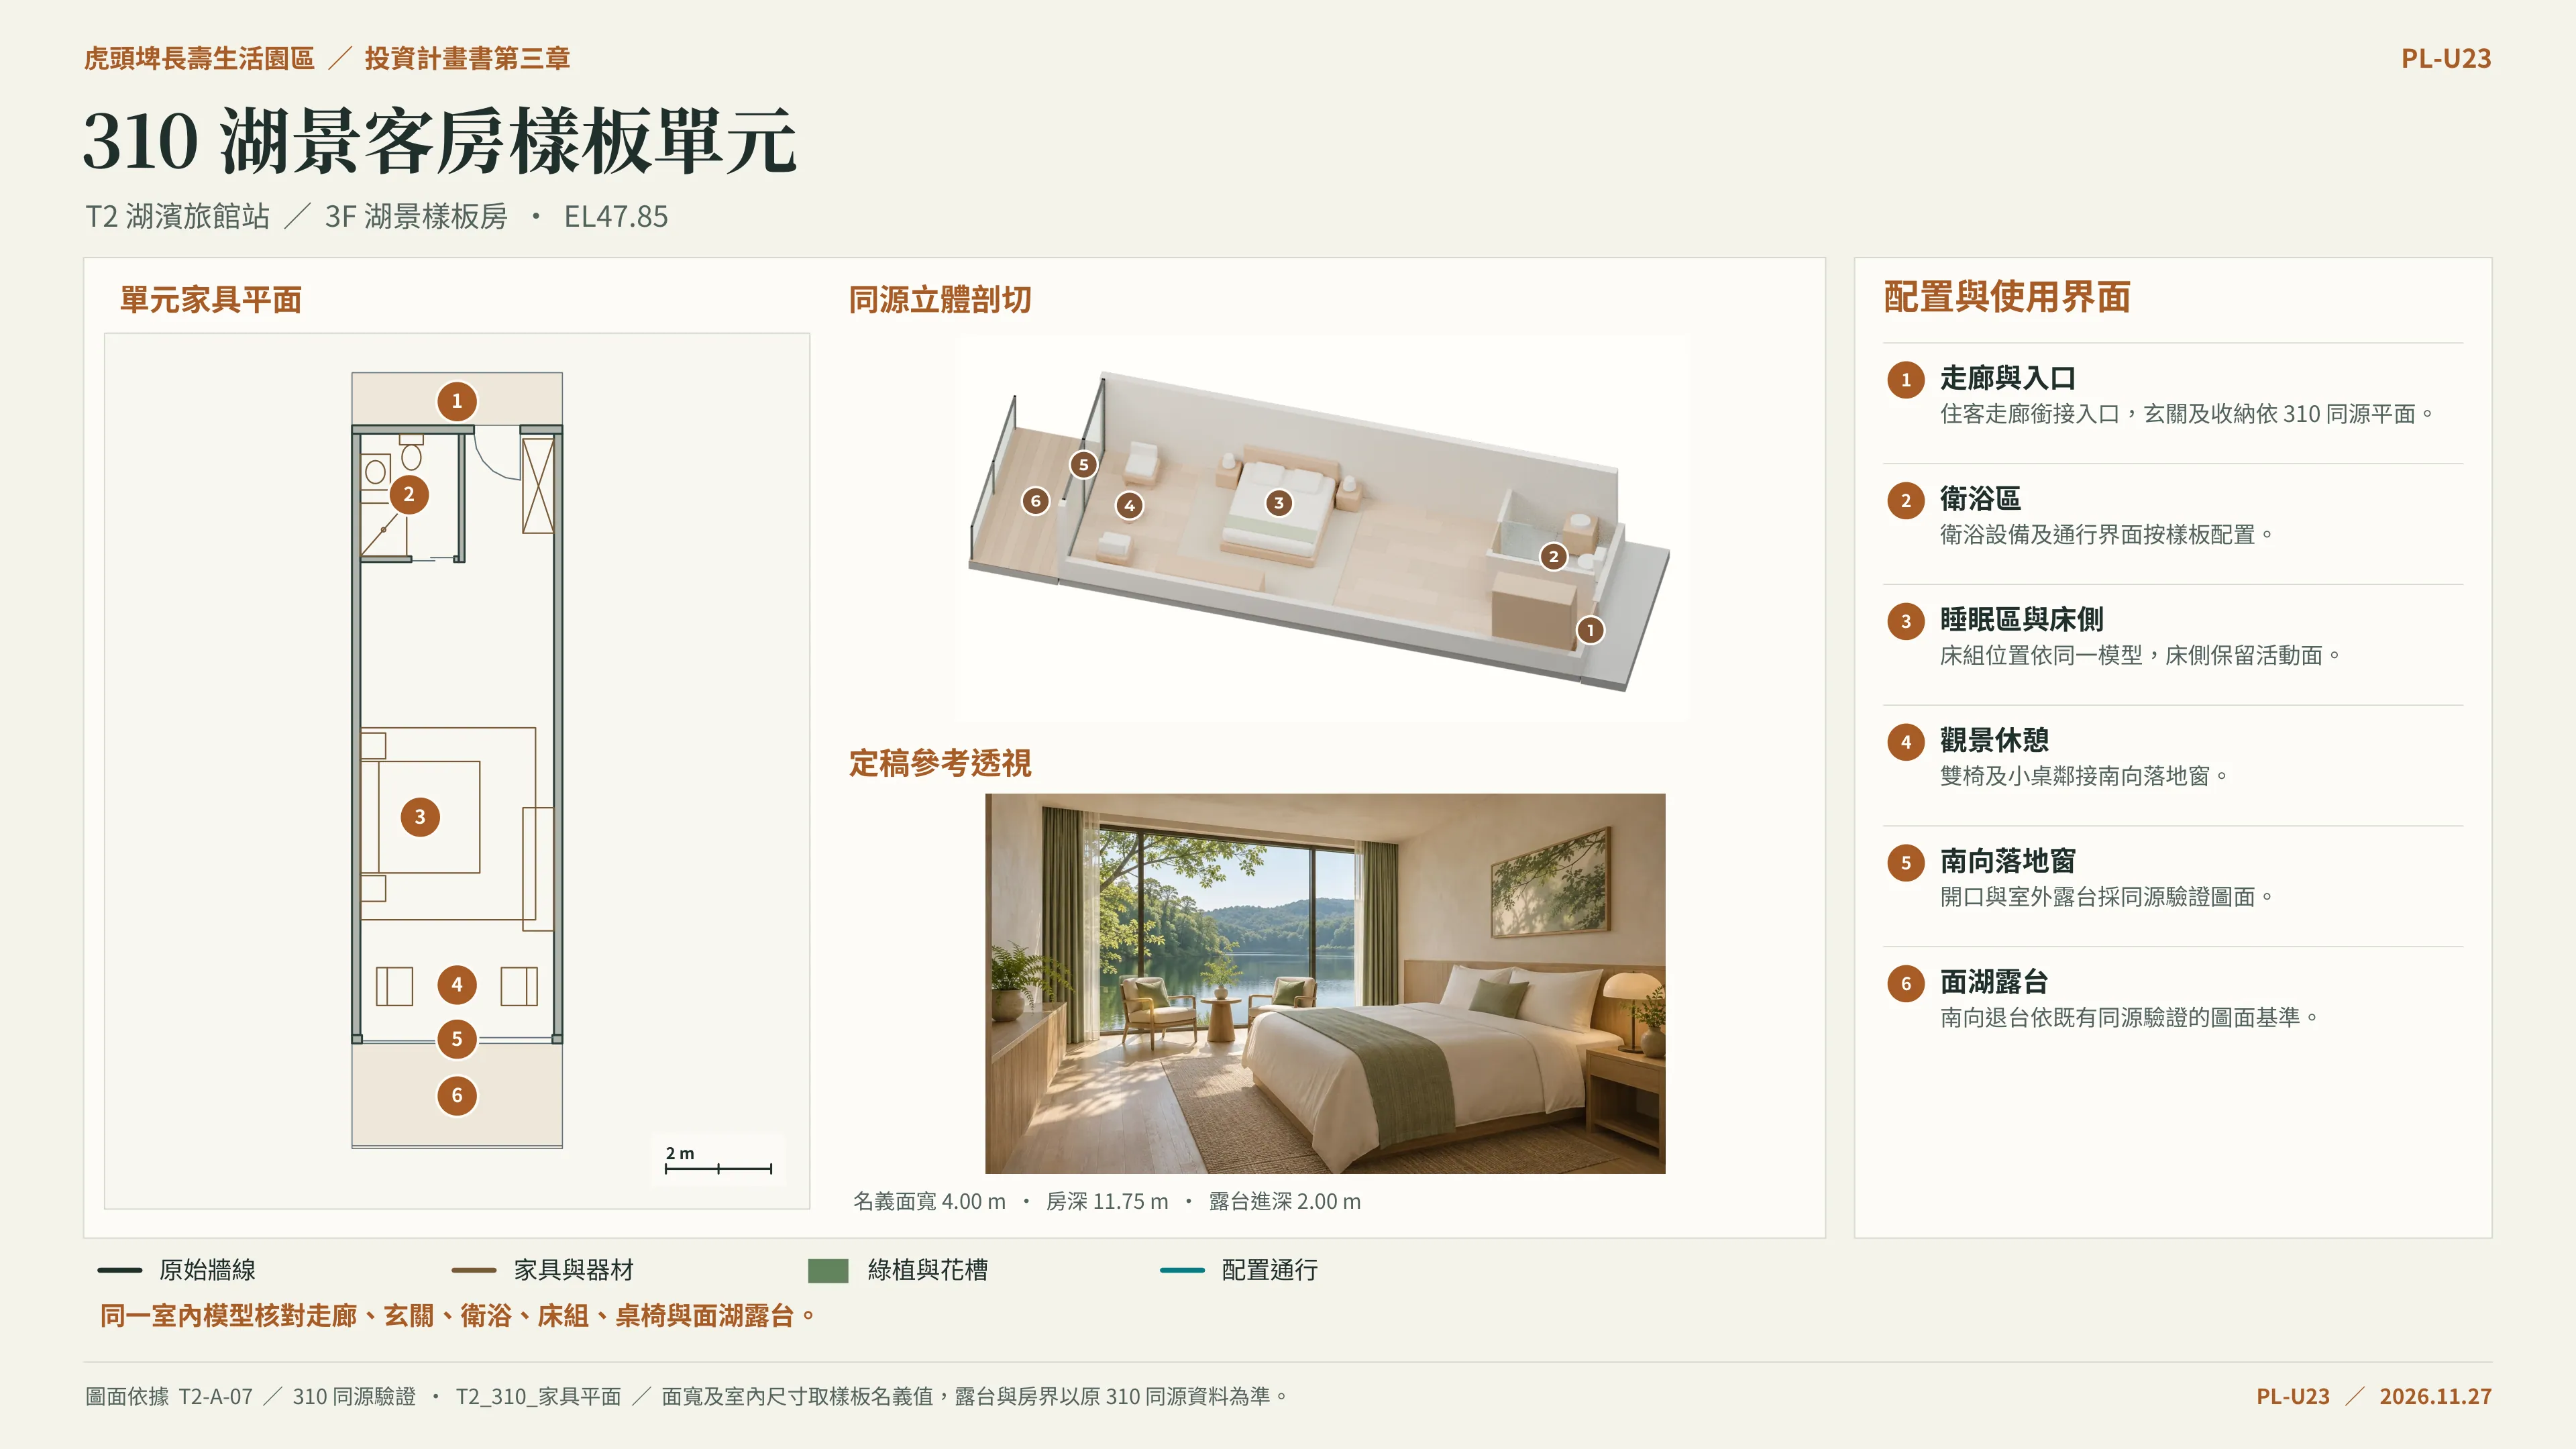 虎頭埤長壽生活園區 ／ 投資計畫書第三章
PL-U23
310 湖景客房樣板單元
T2 湖濱旅館站 ／ 3F 湖景樣板房 ・ EL47.85
單元家具平面
1
2
3
4
5
6
2 m
同源立體剖切
5
6
4
3
2
1
定稿參考透視
名義面寬 4.00 m ・ 房深 11.75 m ・ 露台進深 2.00 m
配置與使用界面
1 走廊與入口
住客走廊銜接入口，玄關及收納依 310 同源平面。
2 衛浴區
衛浴設備及通行界面按樣板配置。
3 睡眠區與床側
床組位置依同一模型，床側保留活動面。
4 觀景休憩
雙椅及小桌鄰接南向落地窗。
5 南向落地窗
開口與室外露台採同源驗證圖面。
6 面湖露台
南向退台依既有同源驗證的圖面基準。
原始牆線
家具與器材
綠植與花槽
配置通行
同一室內模型核對走廊、玄關、衛浴、床組、桌椅與面湖露台。
圖面依據 T2-A-07 ／ 310 同源驗證 ・ T2_310_家具平面 ／ 面寬及室內尺寸取樣板名義值，露台與房界以原 310 同源資料為準。
PL-U23 ／ 2026.11.27